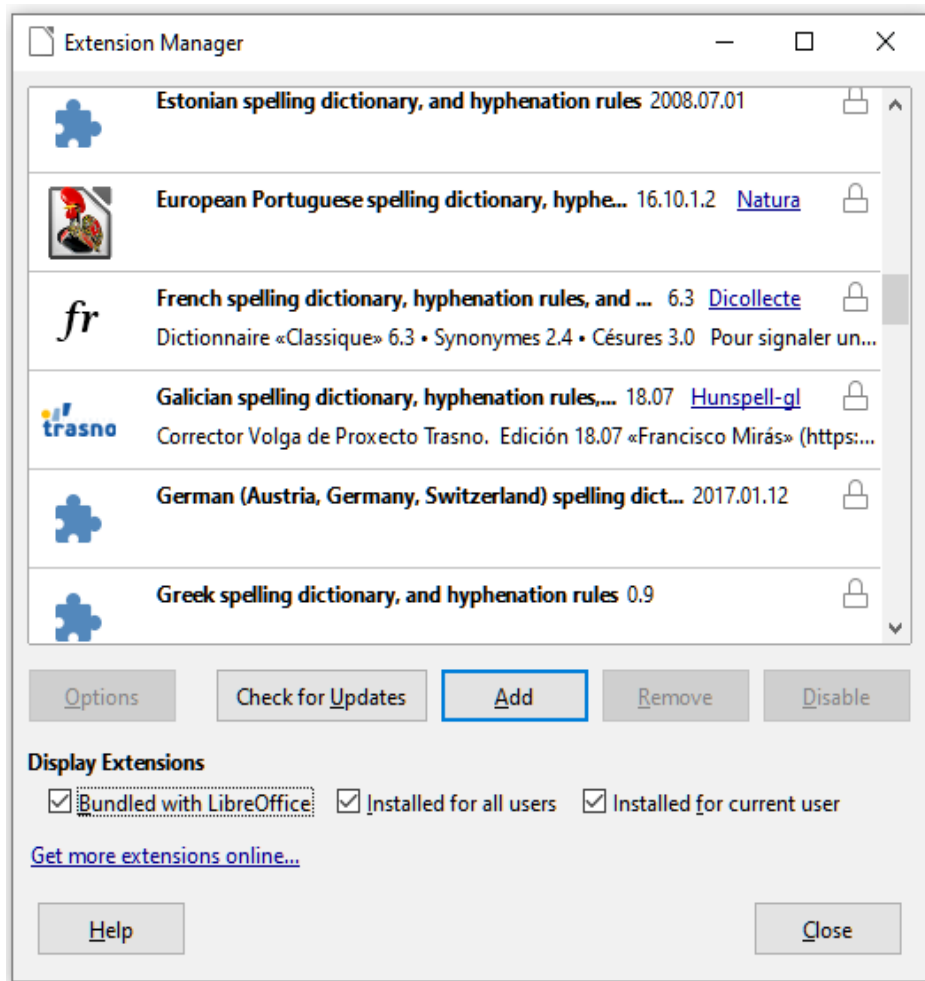 Extension Manager
Estonian spelling dictionary, and hyphenation rules 2008.07.01
European Portuguese spelling dictionary, hyphe... 16.10.1.2 Natura
fr
French spelling dictionary, hyphenation rules, and ... 6.3 Dicollecte
Dictionnaire «Classique» 6.3 • Synonymes 2.4 • Césures 3.0 Pour signaler un...
trasno
Galician spelling dictionary, hyphenation rules,... 18.07 Hunspell-gl
Corrector Volga de Proxecto Trasno. Edición 18.07 «Francisco Mirás» (https:...
German (Austria, Germany, Switzerland) spelling dict... 2017.01.12
Greek spelling dictionary, and hyphenation rules 0.9
Options Check for Updates Add Remove Disable
Display Extensions
Bundled with LibreOffice Installed for all users Installed for current user
Get more extensions online...
Help Close